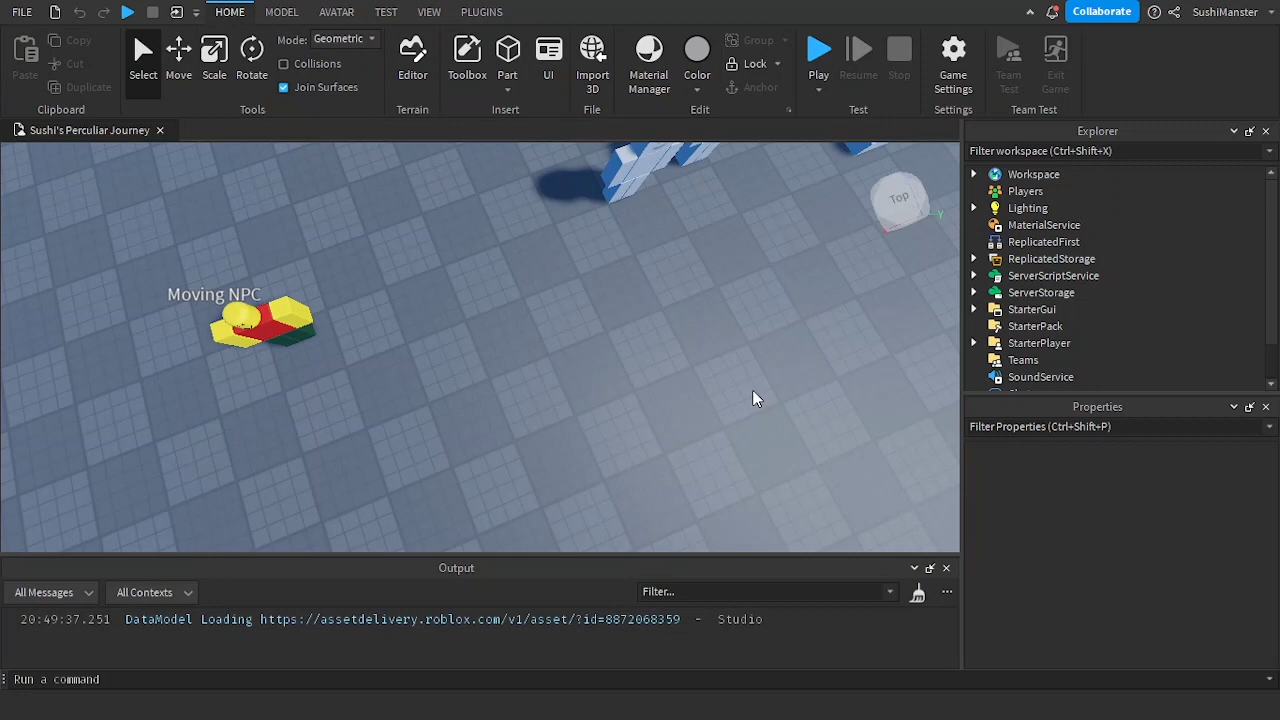 FILE HOME MODEL AVATAR TEST VIEW PLUGINS Collaborate SushiManster
Paste Copy Cut Duplicate Clipboard
Select Move Scale Rotate Mode: Geometric Collisions Join Surfaces Tools
Editor Terrain
Toolbox Part UI Insert
Import 3D File
Material Manager Color Group Lock Anchor Edit
Play Resume Stop Test
Game Settings Settings
Team Test Exit Game Team Test
Sushi's Perculiar Journey
Moving NPC
Top
Y
Explorer
Filter workspace (Ctrl+Shift+X)
Workspace
Players
Lighting
MaterialService
ReplicatedFirst
ReplicatedStorage
ServerScriptService
ServerStorage
StarterGui
StarterPack
StarterPlayer
Teams
SoundService
Properties
Filter Properties (Ctrl+Shift+P)
Output
All Messages All Contexts Filter...
20:49:37.251 DataModel Loading https://assetdelivery.roblox.com/v1/asset/?id=8872068359 - Studio
Run a command